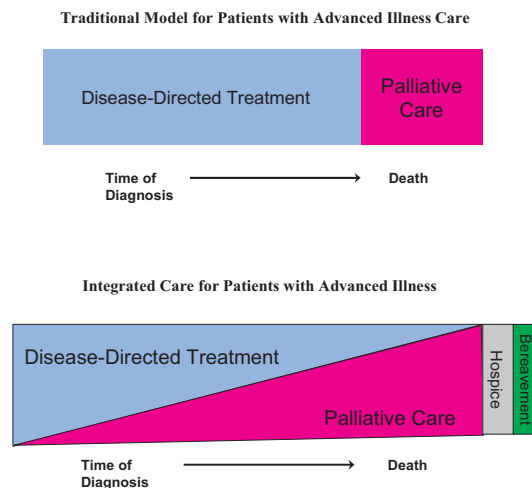 Traditional Model for Patients with Advanced Illness Care
Disease-Directed Treatment
Palliative
Care
Time of
Diagnosis
Death
Integrated Care for Patients with Advanced Illness
Disease-Directed Treatment
Palliative Care
Hospice
Bereavement
Time of
Diagnosis
Death